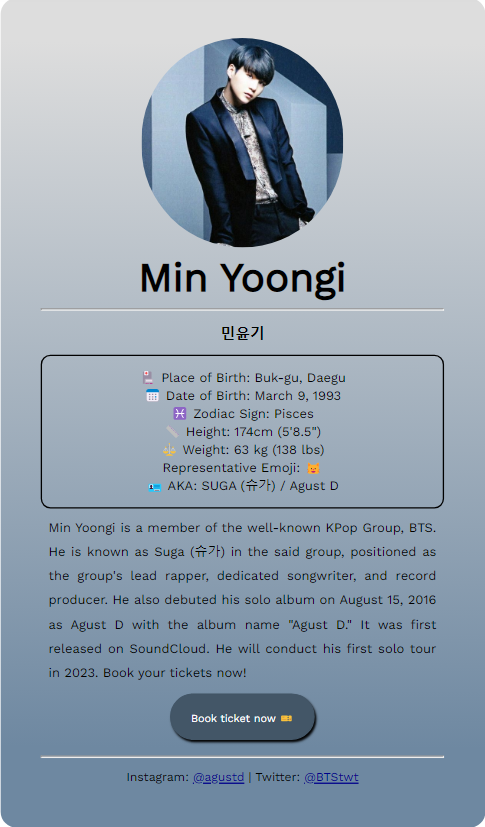 Min Yoongi
민윤기
Place of Birth: Buk-gu, Daegu
Date of Birth: March 9, 1993
Zodiac Sign: Pisces
Height: 174cm (5'8.5")
Weight: 63 kg (138 lbs)
Representative Emoji: 🐱
AKA: SUGA (슈가) / Agust D
Min Yoongi is a member of the well-known KPop Group, BTS.
He is known as Suga (슈가) in the said group, positioned as
the group's lead rapper, dedicated songwriter, and record
producer. He also debuted his solo album on August 15, 2016
as Agust D with the album name "Agust D." It was first
released on SoundCloud. He will conduct his first solo tour
in 2023. Book your tickets now!
Book ticket now 🎫
Instagram: @agustd | Twitter: @BTStwt